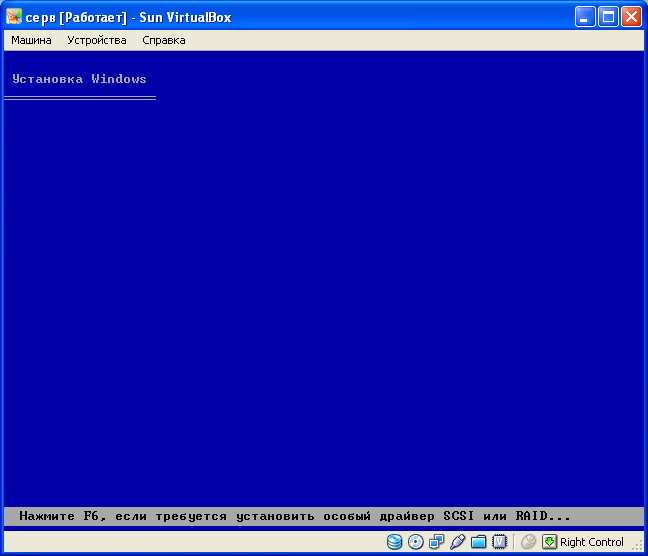 серв [Работает] - Sun VirtualBox
Машина Устройства Справка
Установка Windows
Нажмите F6, если требуется установить особый драйвер SCSI или RAID...
Right Control